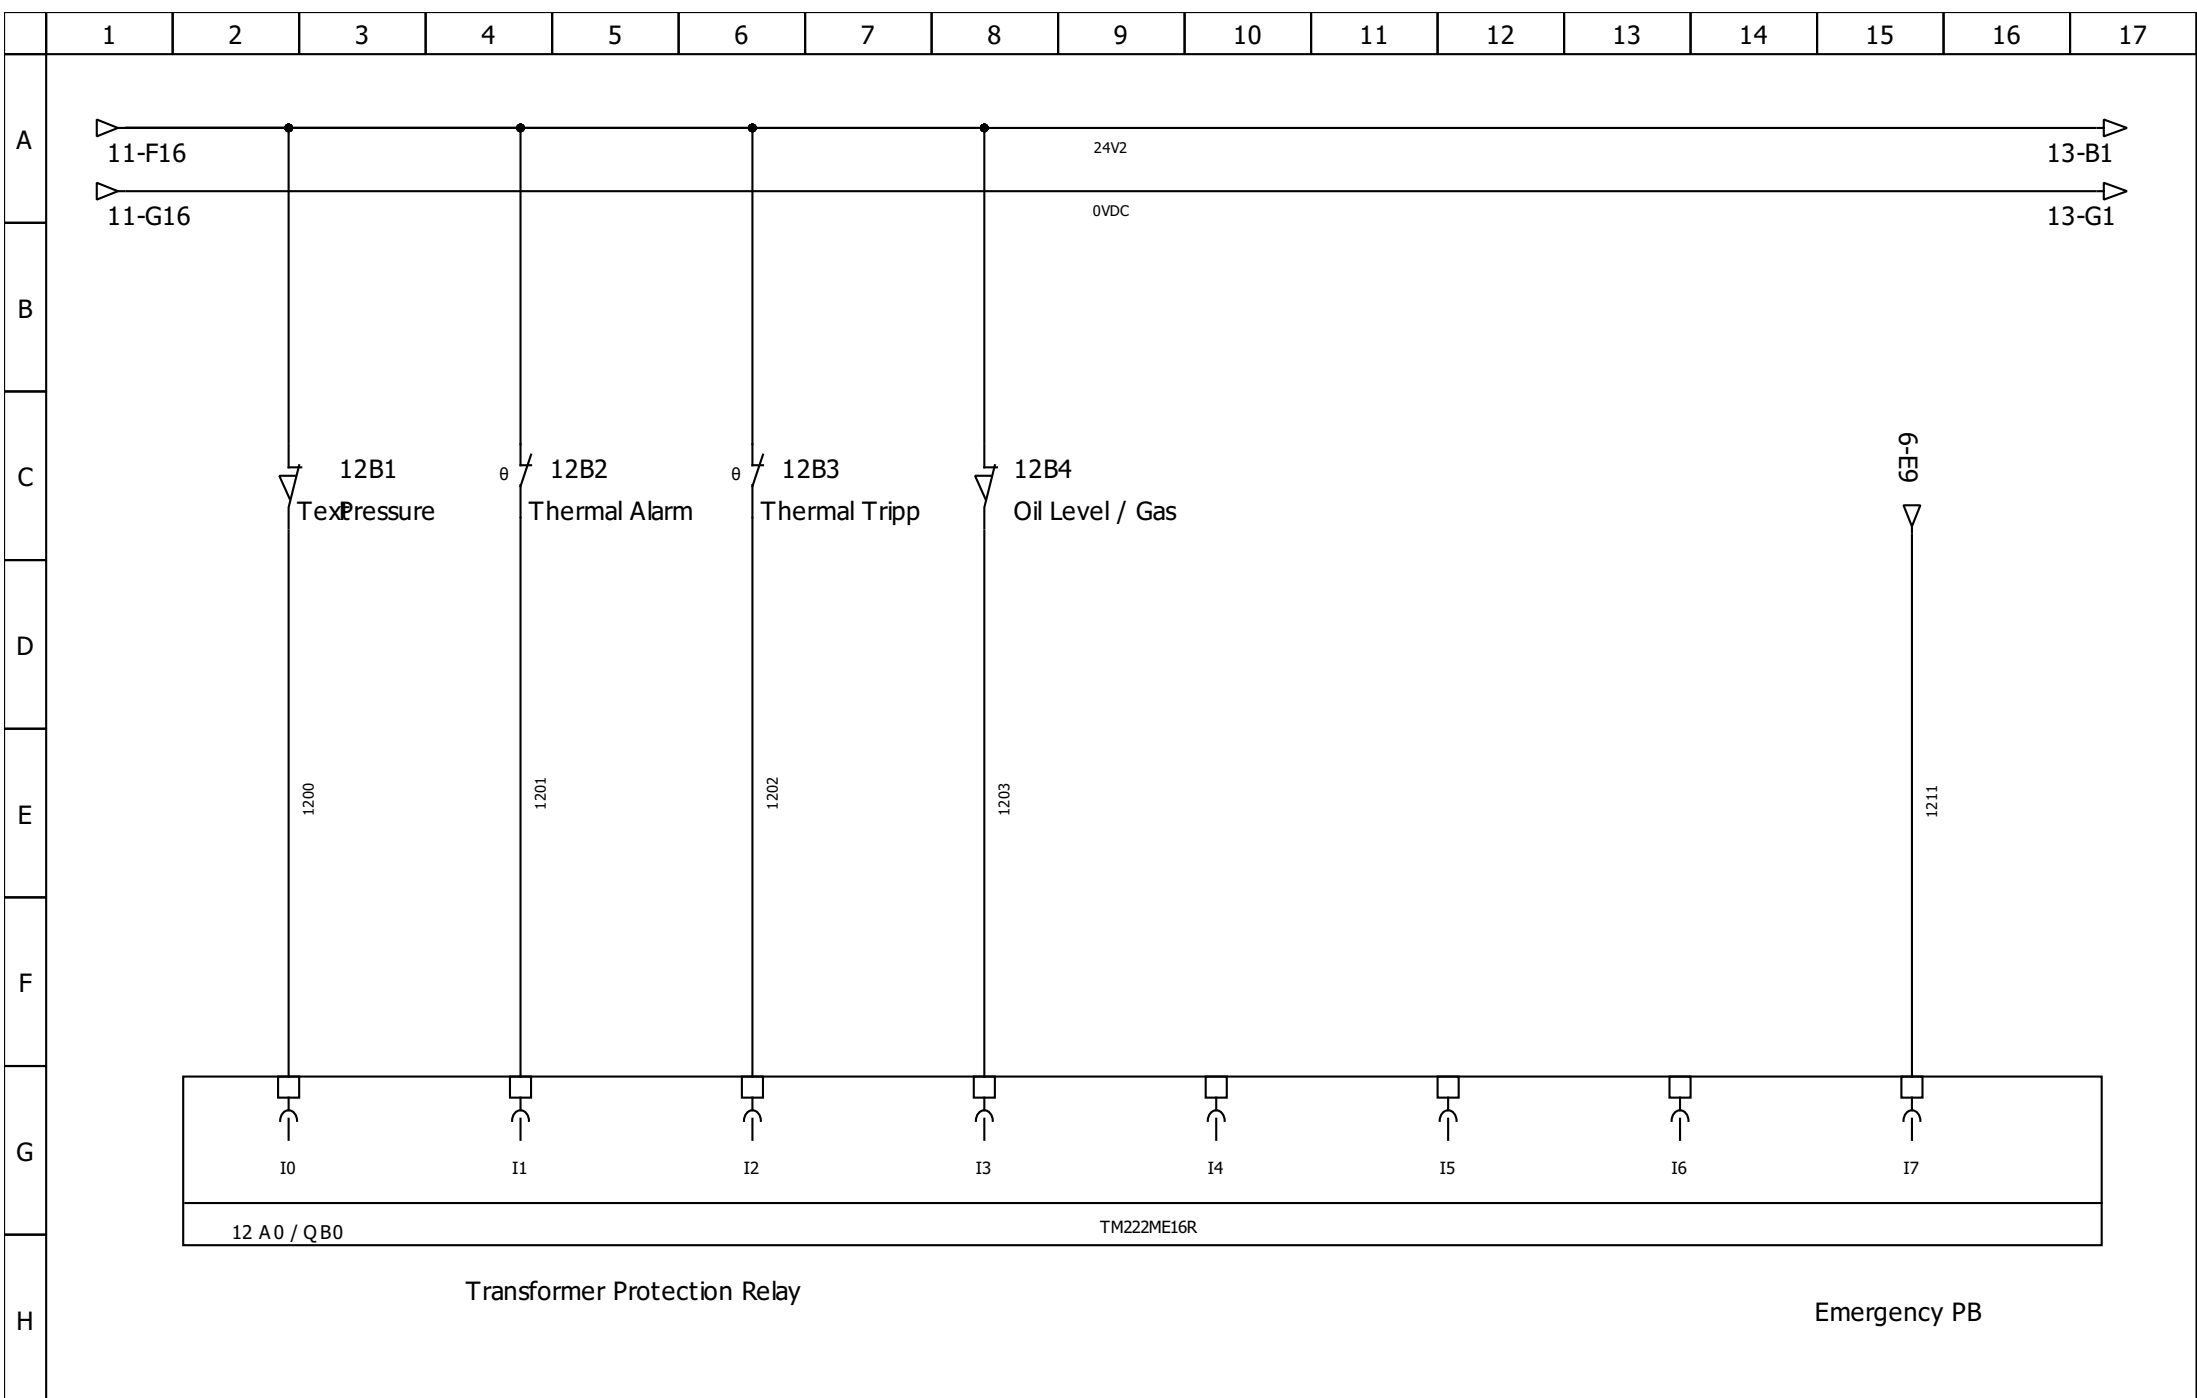 1 2 3 4 5 6 7 8 9 10 11 12 13 14 15 16 17
A
11-F16 24V2 13-B1
11-G16 0VDC 13-G1
B
C
12B1 θ 12B2 θ 12B3 12B4 6-E9
Text Pressure Thermal Alarm Thermal Tripp Oil Level / Gas
D
E
1200 1201 1202 1203 1211
F
G
I0 I1 I2 I3 I4 I5 I6 I7
12 A0 / QB0 TM222ME16R
Transformer Protection Relay
H
Emergency PB